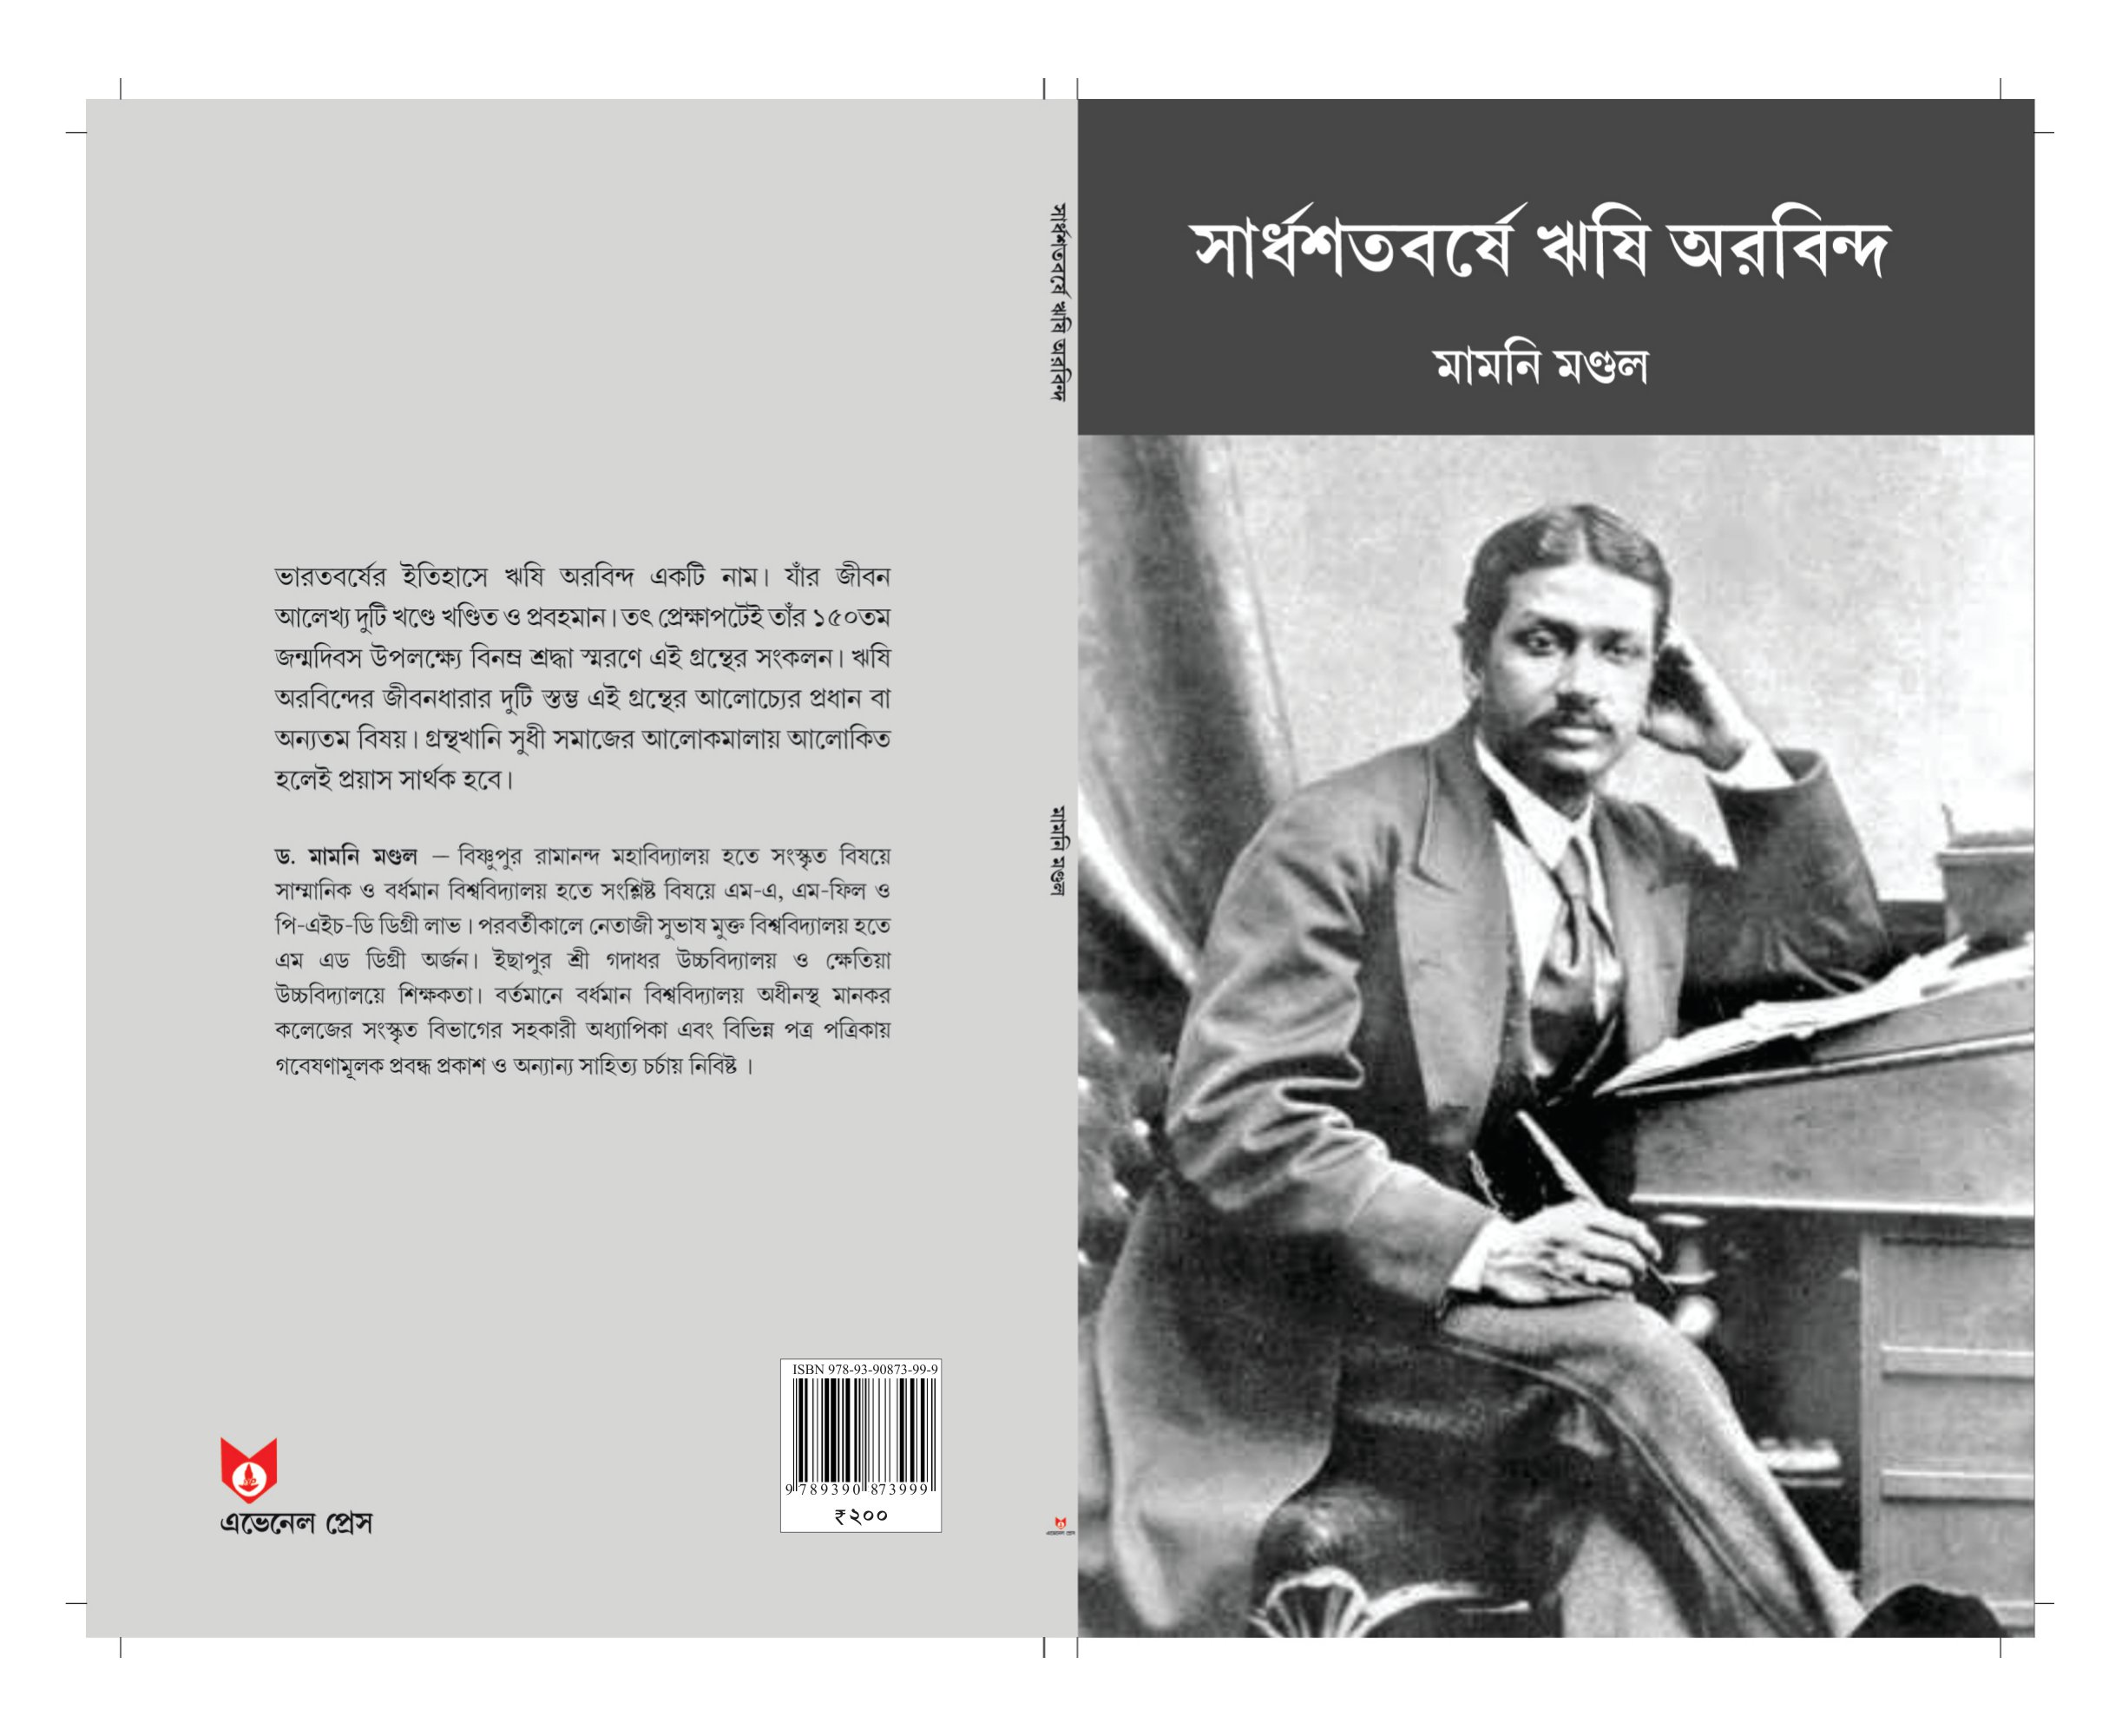 ভারতবর্ষের ইতিহাসে ঋষি অরবিন্দ একটি নাম। যাঁর জীবন
আলেখ্য দুটি খণ্ডে খণ্ডিত ও প্রবহমান। তৎ প্রেক্ষাপটেই তাঁর ১৫০তম
জন্মদিবস উপলক্ষ্যে বিনম্র শ্রদ্ধা স্মরণে এই গ্রন্থের সংকলন। ঋষি
অরবিন্দের জীবনধারার দুটি স্তম্ভ এই গ্রন্থের আলোচ্যের প্রধান বা
অন্যতম বিষয়। গ্রন্থখানি সুধী সমাজের আলোকমালায় আলোকিত
হলেই প্রয়াস সার্থক হবে।
ড. মামনি মণ্ডল – বিষ্ণুপুর রামানন্দ মহাবিদ্যালয় হতে সংস্কৃত বিষয়ে
সাম্মানিক ও বর্ধমান বিশ্ববিদ্যালয় হতে সংশ্লিষ্ট বিষয়ে এম-এ, এম-ফিল ও
পি-এইচ-ডি ডিগ্রী লাভ। পরবর্তীকালে নেতাজী সুভাষ মুক্ত বিশ্ববিদ্যালয় হতে
এম এড ডিগ্রী অর্জন। ইছাপুর শ্রী গদাধর উচ্চবিদ্যালয় ও ক্ষেতিয়া
উচ্চবিদ্যালয়ে শিক্ষকতা। বর্তমানে বর্ধমান বিশ্ববিদ্যালয় অধীনস্থ মানকর
কলেজের সংস্কৃত বিভাগের সহকারী অধ্যাপিকা এবং বিভিন্ন পত্র পত্রিকায়
গবেষণামূলক প্রবন্ধ প্রকাশ ও অন্যান্য সাহিত্য চর্চায় নিবিষ্ট ।
এভেনেল প্রেস
ISBN 978-93-90873-99-9
9 789390 873999
₹ ২০০
সার্ধশতবর্ষে ঋষি অরবিন্দ
মামনি মণ্ডল
এভেনেল প্রেস
সার্ধশতবর্ষে ঋষি অরবিন্দ
মামনি মণ্ডল